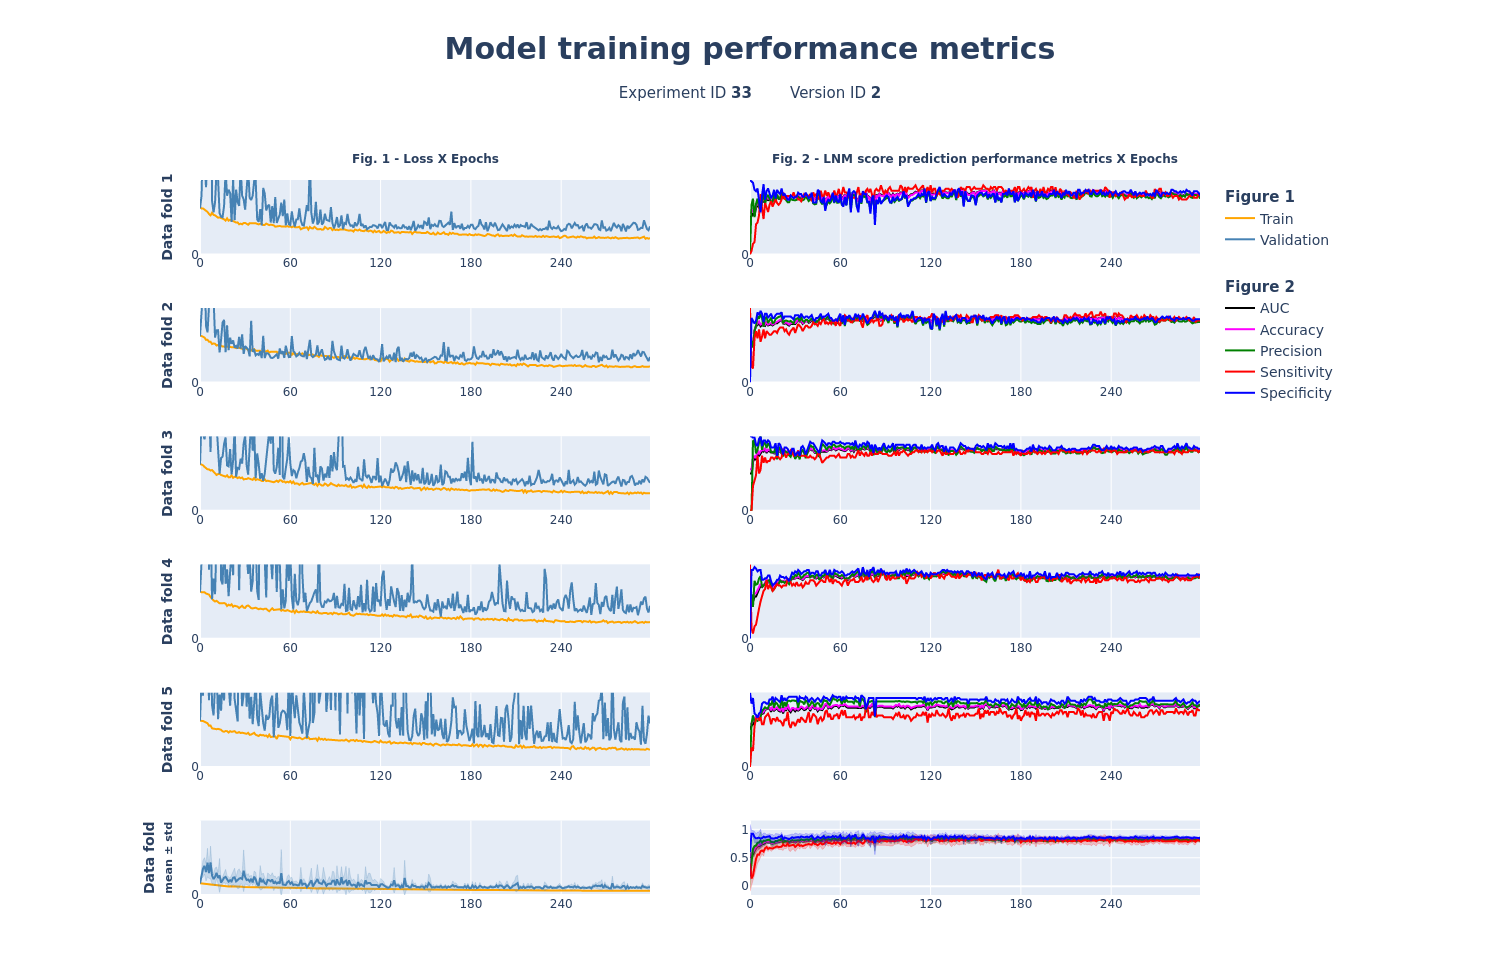 Model training performance metrics
Experiment ID 33 Version ID 2
Fig. 1 - Loss X Epochs
Fig. 2 - LNM score prediction performance metrics X Epochs
Data fold 1
0
0 60 120 180 240
0
0 60 120 180 240
Figure 1
Train
Validation
Figure 2
AUC
Accuracy
Precision
Sensitivity
Specificity
Data fold 2
0
0 60 120 180 240
0
0 60 120 180 240
Data fold 3
0
0 60 120 180 240
0
0 60 120 180 240
Data fold 4
0
0 60 120 180 240
0
0 60 120 180 240
Data fold 5
0
0 60 120 180 240
0
0 60 120 180 240
Data fold
mean ± std
0
0 60 120 180 240
1
0.5
0
0 60 120 180 240